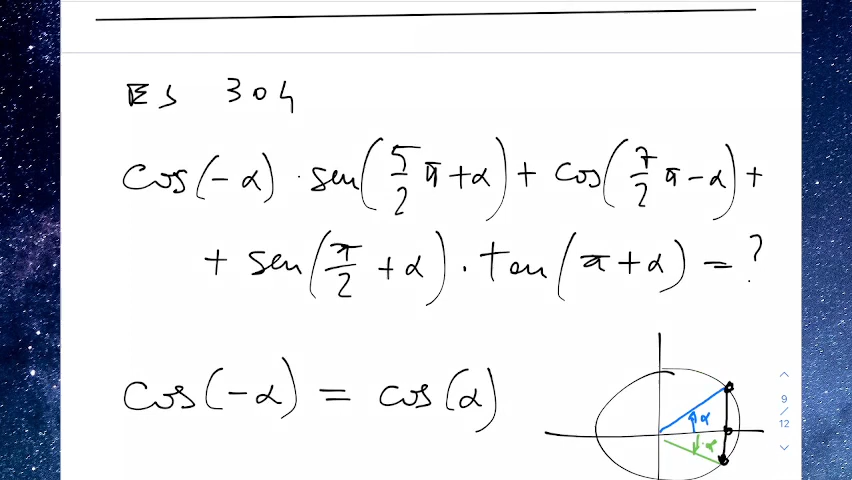 ES 304
cos(-α) · sen(5/2 π + α) + cos(7/2 π - α) +
+ sen(π/2 + α) · tan(π + α) = ?
cos(-α) = cos(α)
α
-α
9
/
12